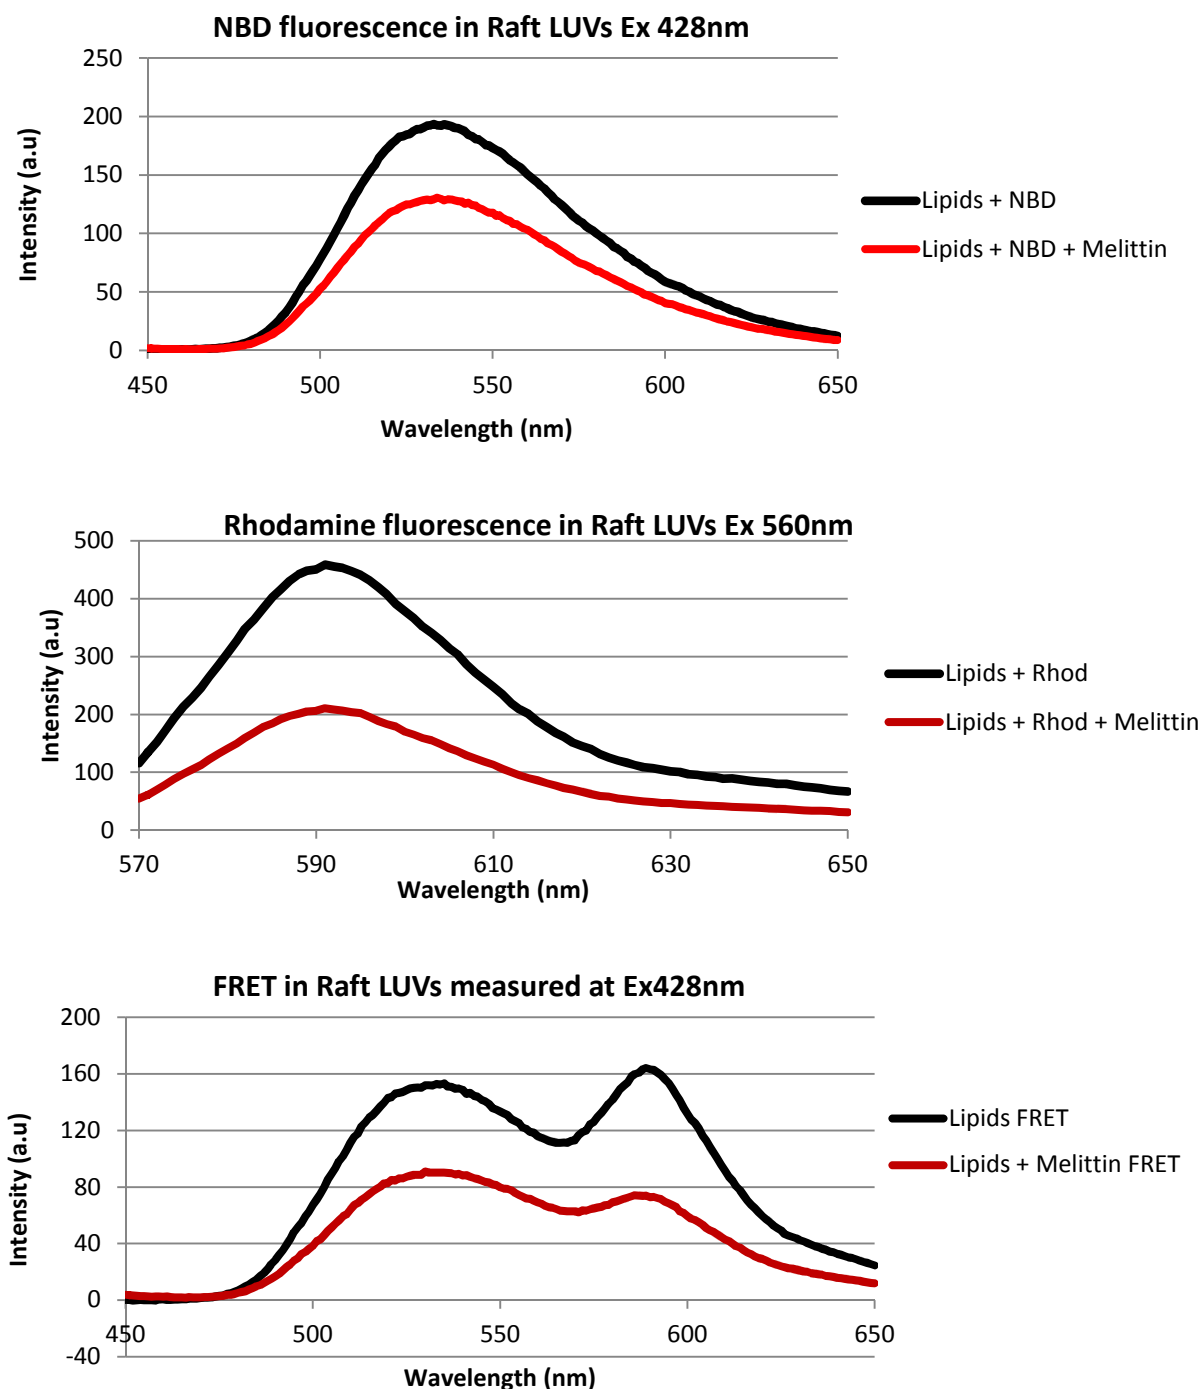 NBD fluorescence in Raft LUVs Ex 428nm
250
200
150
100
50
0
450 500 550 600 650
Intensity (a.u)
Wavelength (nm)
Lipids + NBD
Lipids + NBD + Melittin
Rhodamine fluorescence in Raft LUVs Ex 560nm
500
400
300
200
100
0
570 590 610 630 650
Intensity (a.u)
Wavelength (nm)
Lipids + Rhod
Lipids + Rhod + Melittin
FRET in Raft LUVs measured at Ex428nm
200
160
120
80
40
0
-40
450 500 550 600 650
Intensity (a.u)
Wavelength (nm)
Lipids FRET
Lipids + Melittin FRET